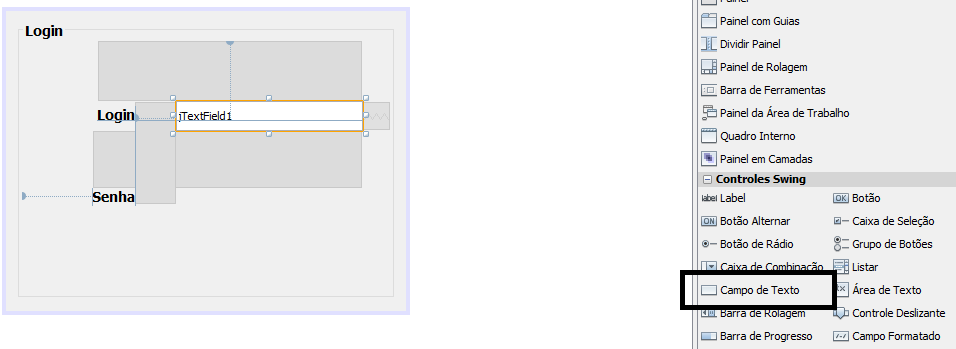 Login
Login
jTextField1
Senha
Painel
Painel com Guias
Dividir Painel
Painel de Rolagem
Barra de Ferramentas
Painel da Área de Trabalho
Quadro Interno
Painel em Camadas
Controles Swing
label Label
OK Botão
ON Botão Alternar
Caixa de Seleção
Botão de Rádio
Grupo de Botões
Caixa de Combinação
Listar
Campo de Texto
Área de Texto
Barra de Rolagem
Controle Deslizante
Barra de Progresso
Campo Formatado